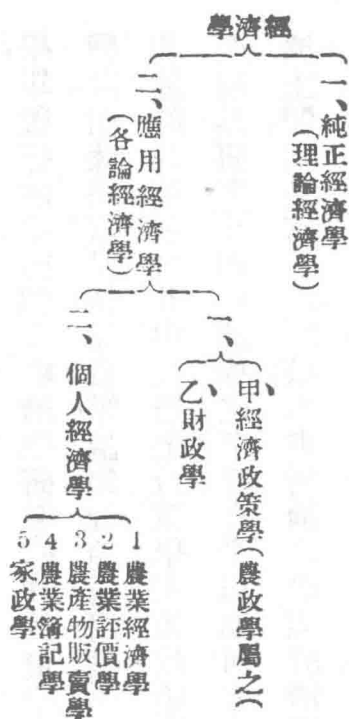 經濟學
一、純正經濟學
(理論經濟學)
二、應用經濟學
(各論經濟學)
一、
甲、經濟政策學(農政學屬之(
乙、財政學
二、個人經濟學
1農業經濟學
2農業評價學
3農產物販賣學
4農業簿記學
5家政學